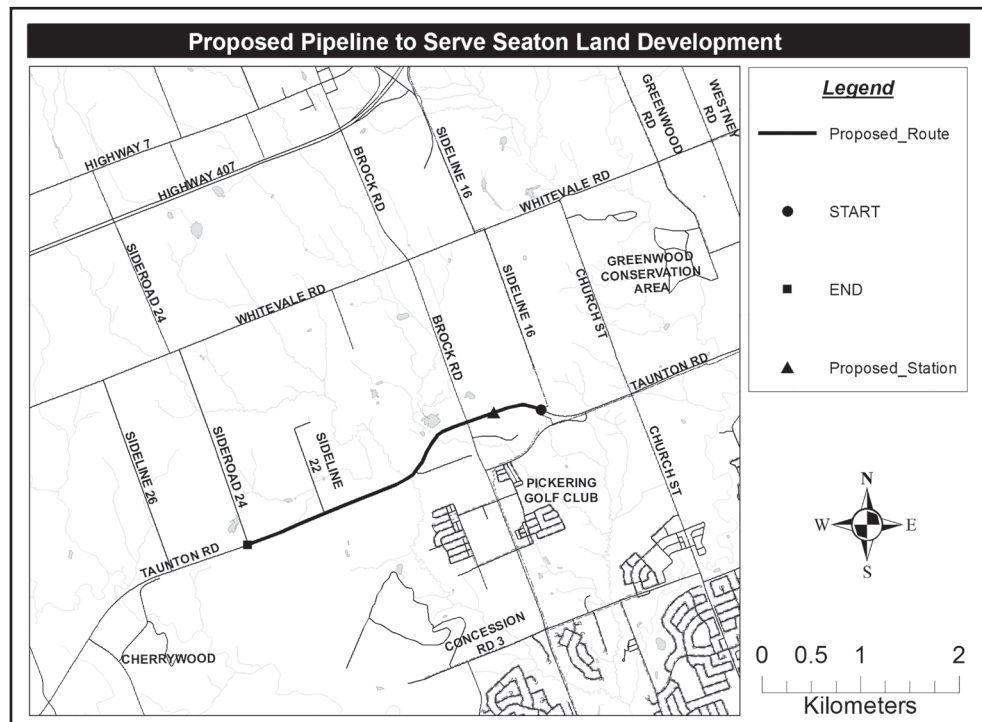 Proposed Pipeline to Serve Seaton Land Development
HIGHWAY 7
HIGHWAY 407
BROCK RD
SIDELINE 16
GREENWOOD
RD
WESTNEY
RD
WHITEVALE RD
SIDEROAD 24
WHITEVALE RD
BROCK RD
SIDELINE 16
CHURCH ST
GREENWOOD
CONSERVATION
AREA
TAUNTON RD
SIDELINE 26
SIDEROAD 24
SIDELINE
22
CHURCH ST
PICKERING
GOLF CLUB
TAUNTON RD
CHERRYWOOD
CONCESSION
RD 3
Legend
Proposed_Route
START
END
Proposed_Station
N
W
E
S
0 0.5 1 2
Kilometers